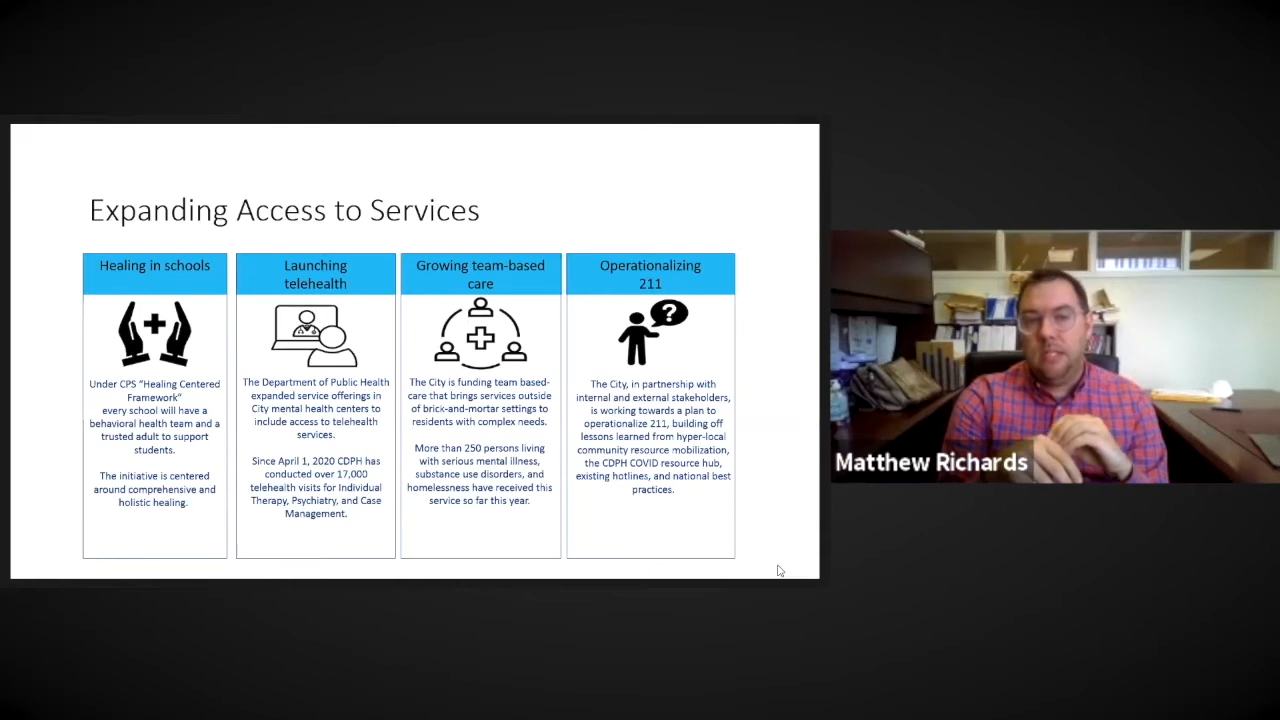 Expanding Access to Services
Healing in schools
Under CPS “Healing Centered
Framework“
every school will have a
behavioral health team and a
trusted adult to support
students.
The initiative is centered
around comprehensive and
holistic healing.
Launching
telehealth
The Department of Public Health
expanded service offerings in
City mental health centers to
include access to telehealth
services.
Since April 1, 2020 CDPH has
conducted over 17,000
telehealth visits for Individual
Therapy, Psychiatry, and Case
Management.
Growing team-based
care
The City is funding team based-
care that brings services outside
of brick-and-mortar settings to
residents with complex needs.
More than 250 persons living
with serious mental illness,
substance use disorders, and
homelessness have received this
service so far this year.
Operationalizing
211
?
The City, in partnership with
internal and external stakeholders,
is working towards a plan to
operationalize 211, building off
lessons learned from hyper-local
community resource mobilization,
the CDPH COVID resource hub,
existing hotlines, and national best
practices.
Matthew Richards